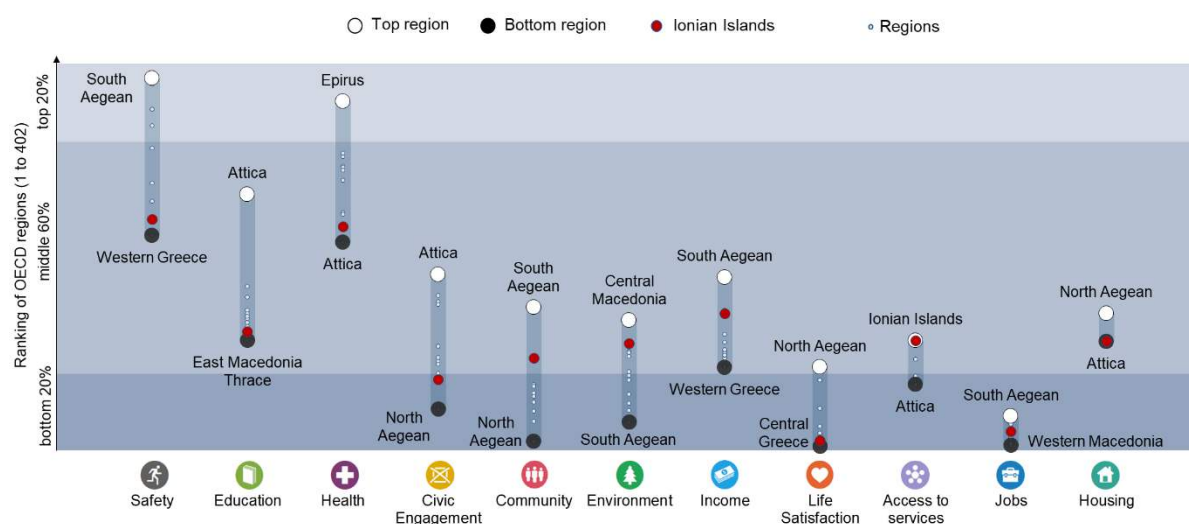 Top region
Bottom region
Ionian Islands
Regions
Ranking of OECD regions (1 to 402)
top 20%
middle 60%
bottom 20%
South
Aegean
Western Greece
Attica
East Macedonia
Thrace
Epirus
Attica
Attica
North
Aegean
South
Aegean
North
Aegean
Central
Macedonia
South Aegean
South Aegean
Western Greece
North Aegean
Central
Greece
Ionian Islands
Attica
South Aegean
Western Macedonia
North Aegean
Attica
Safety
Education
Health
Civic
Engagement
Community
Environment
Income
Life
Satisfaction
Access to
services
Jobs
Housing